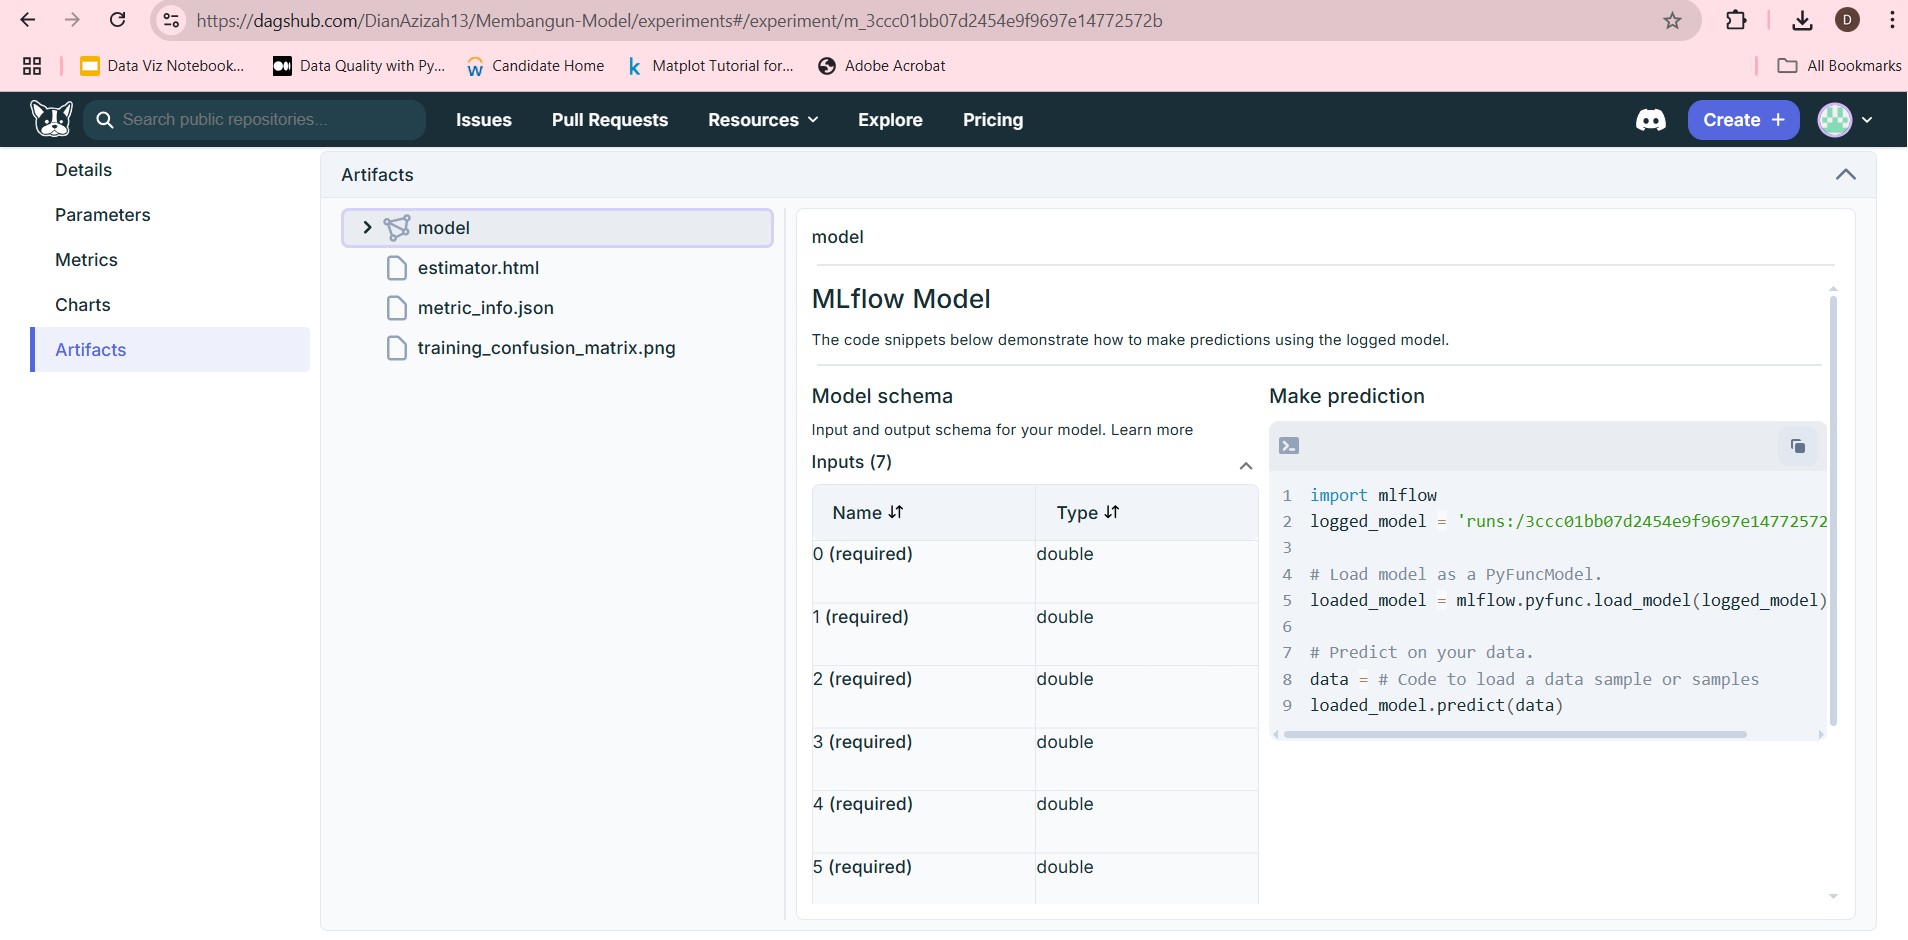 https://dagshub.com/DianAzizah13/Membangun-Model/experiments#/experiment/m_3ccc01bb07d2454e9f9697e14772572b
D
Data Viz Notebook...
Data Quality with Py...
Candidate Home
Matplot Tutorial for...
Adobe Acrobat
All Bookmarks
Search public repositories...
Issues
Pull Requests
Resources
Explore
Pricing
Create +
Details
Parameters
Metrics
Charts
Artifacts
Artifacts
model
estimator.html
metric_info.json
training_confusion_matrix.png
model
MLflow Model
The code snippets below demonstrate how to make predictions using the logged model.
Model schema
Input and output schema for your model. Learn more
Inputs (7)
Name Type
0 (required) double
1 (required) double
2 (required) double
3 (required) double
4 (required) double
5 (required) double
Make prediction
1 import mlflow
2 logged_model = 'runs:/3ccc01bb07d2454e9f9697e14772572
3
4 # Load model as a PyFuncModel.
5 loaded_model = mlflow.pyfunc.load_model(logged_model)
6
7 # Predict on your data.
8 data = # Code to load a data sample or samples
9 loaded_model.predict(data)